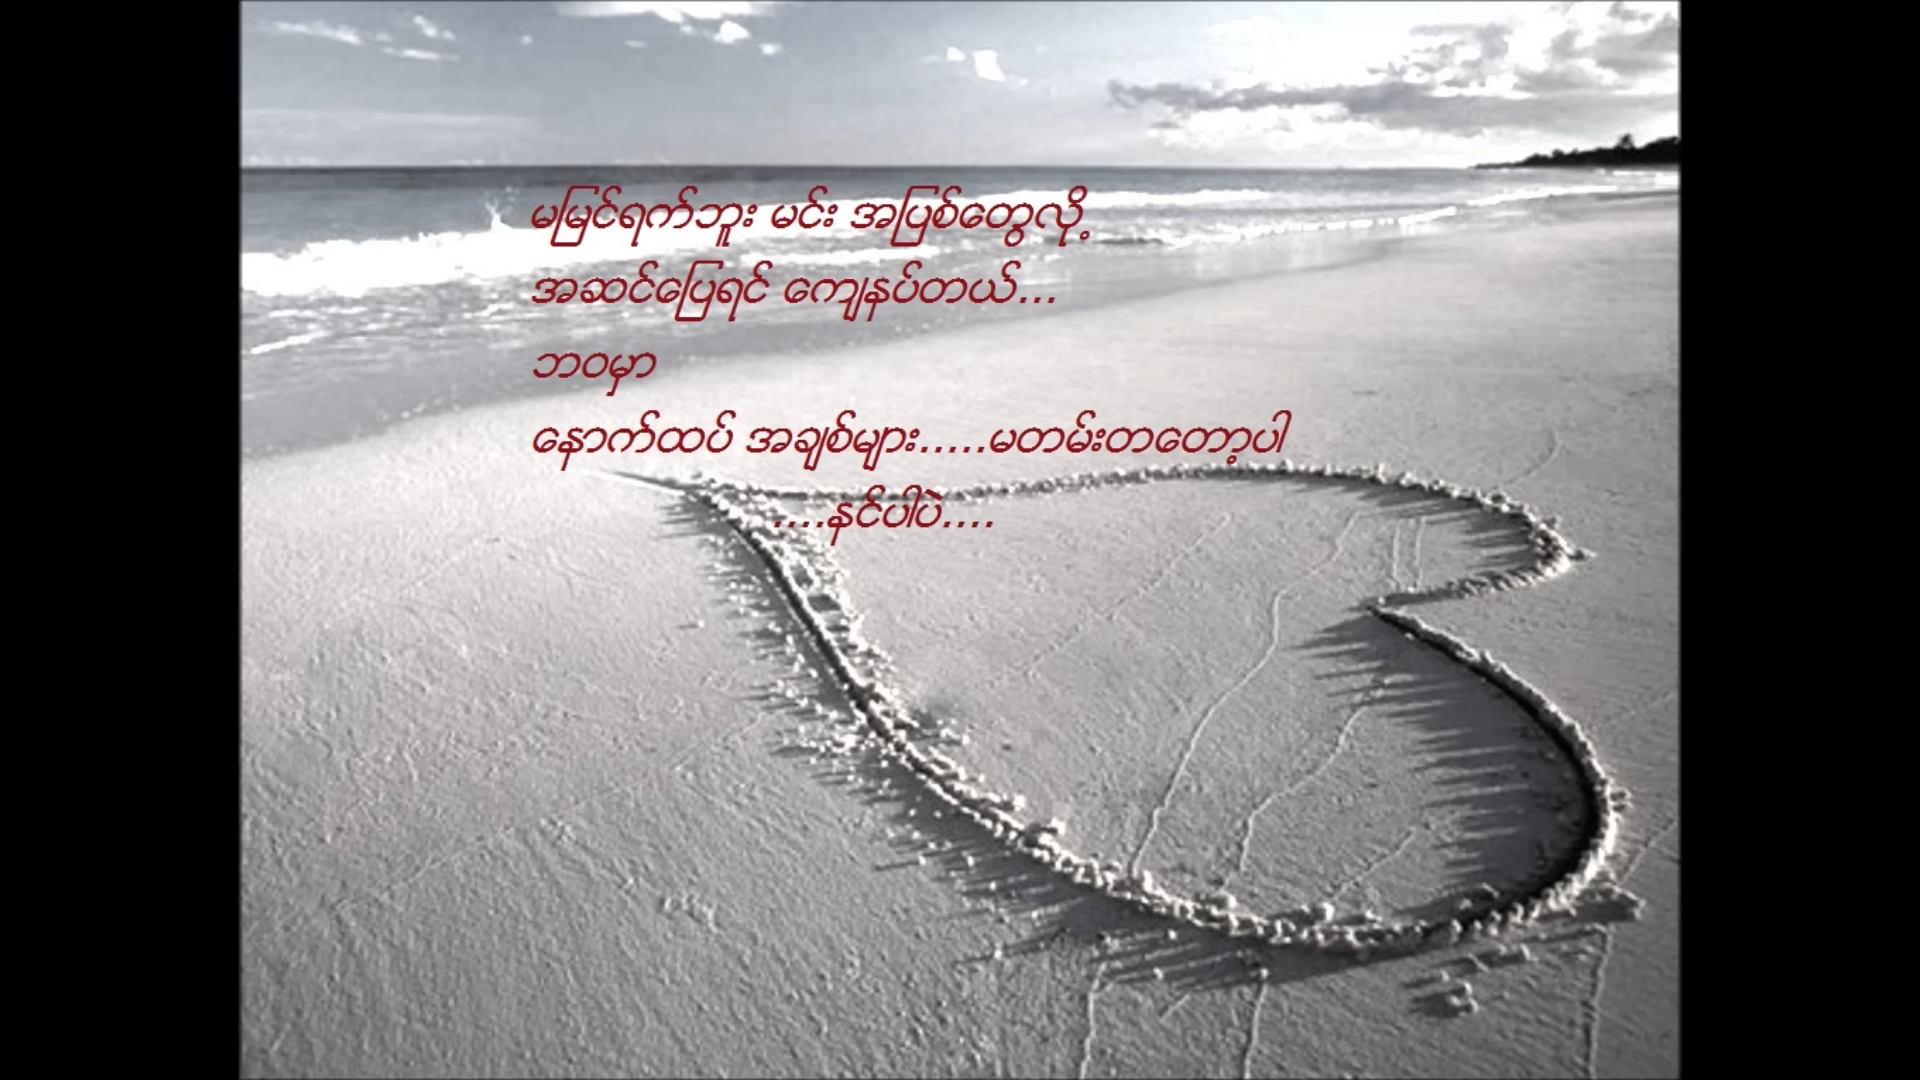 မမြင်ရက်ဘူး မင်း အပြစ်တွေလို့
အဆင်ပြေရင် ကျေနပ်တယ်...
ဘဝမှာ
နောက်ထပ် အချစ်များ.....မတမ်းတတော့ပါ
....နင်ပါပဲ....